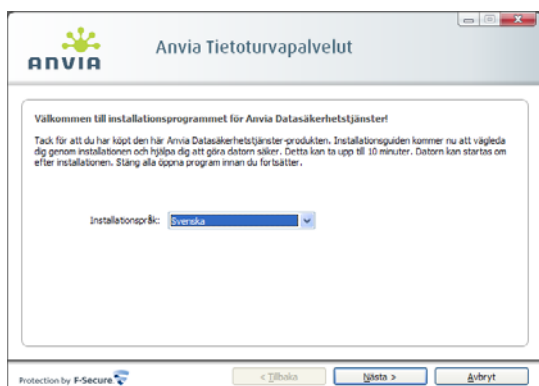 ANVIA
Anvia Tietoturvapalvelut
Välkommen till installationsprogrammet för Anvia Datasäkerhetstjänster!
Tack för att du har köpt den här Anvia Datasäkerhetstjänster-produkten. Installationsguiden kommer nu att vägleda
dig genom installationen och hjälpa dig att göra datorn säker. Detta kan ta upp till 10 minuter. Datorn kan startas om
efter installationen. Stäng alla öppna program innan du fortsätter.
Installationspråk: Svenska
Protection by F-Secure. < Tillbaka Nästa > Avbryt